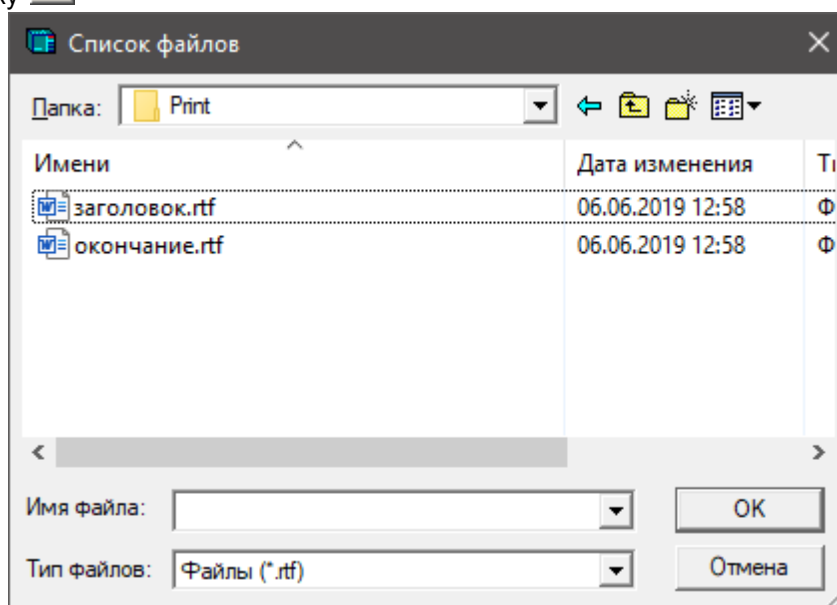 ку
Список файлов
Папка: Print
Имени Дата изменения
заголовок.rtf 06.06.2019 12:58 Ф
окончание.rtf 06.06.2019 12:58 Ф
Имя файла: OK
Тип файлов: Файлы (*.rtf) Отмена